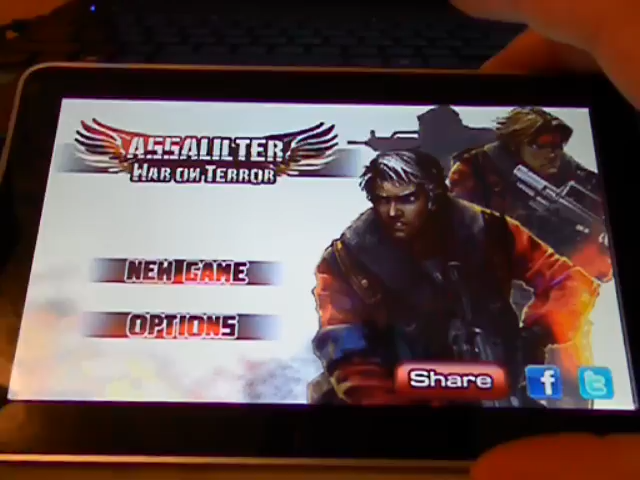 ASSAULTER
WAR ON TERROR
NEW GAME
OPTIONS
Share
f
t